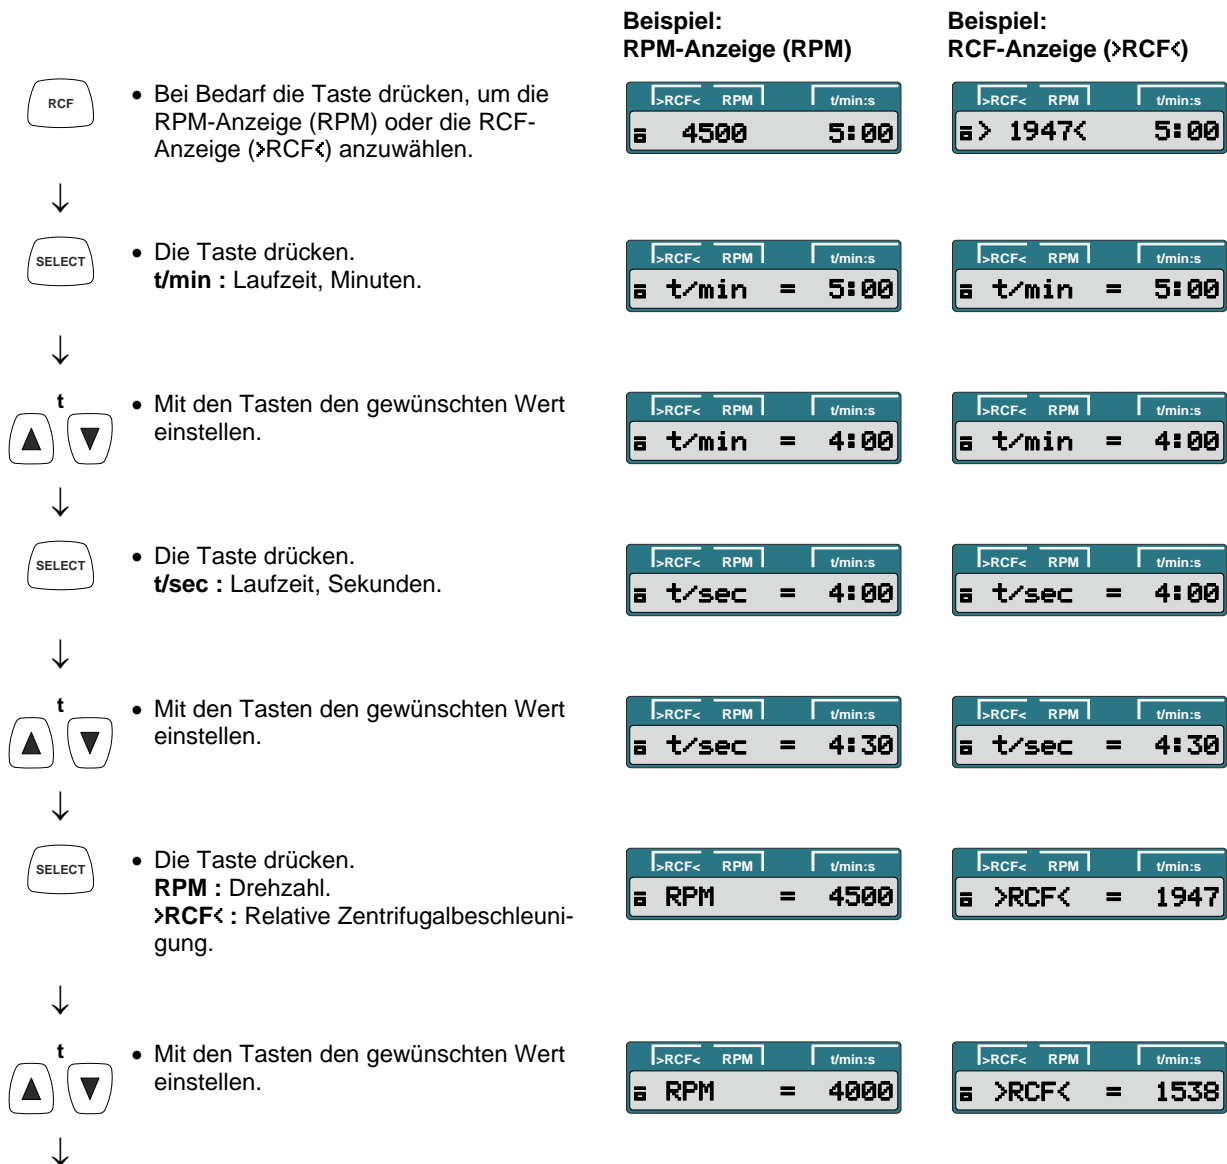 Beispiel:
RPM-Anzeige (RPM)
Beispiel:
RCF-Anzeige (>RCF<)
RCF
• Bei Bedarf die Taste drücken, um die
RPM-Anzeige (RPM) oder die RCF-
Anzeige (>RCF<) anzuwählen.
>RCF< RPM t/min:s
4500 5:00
>RCF< RPM t/min:s
> 1947< 5:00
↓
SELECT
• Die Taste drücken.
t/min : Laufzeit, Minuten.
>RCF< RPM t/min:s
t/min = 5:00
>RCF< RPM t/min:s
t/min = 5:00
↓
t
▲ ▼
• Mit den Tasten den gewünschten Wert
einstellen.
>RCF< RPM t/min:s
t/min = 4:00
>RCF< RPM t/min:s
t/min = 4:00
↓
SELECT
• Die Taste drücken.
t/sec : Laufzeit, Sekunden.
>RCF< RPM t/min:s
t/sec = 4:00
>RCF< RPM t/min:s
t/sec = 4:00
↓
t
▲ ▼
• Mit den Tasten den gewünschten Wert
einstellen.
>RCF< RPM t/min:s
t/sec = 4:30
>RCF< RPM t/min:s
t/sec = 4:30
↓
SELECT
• Die Taste drücken.
RPM : Drehzahl.
>RCF< : Relative Zentrifugalbeschleuni-
gung.
>RCF< RPM t/min:s
RPM = 4500
>RCF< RPM t/min:s
>RCF< = 1947
↓
t
▲ ▼
• Mit den Tasten den gewünschten Wert
einstellen.
>RCF< RPM t/min:s
RPM = 4000
>RCF< RPM t/min:s
>RCF< = 1538
↓